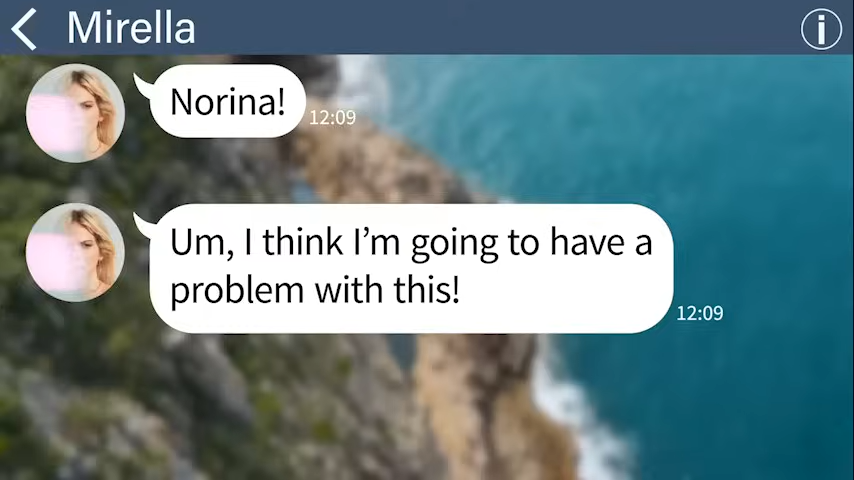 Mirella
Norina!
12:09
Um, I think I’m going to have a
problem with this!
12:09